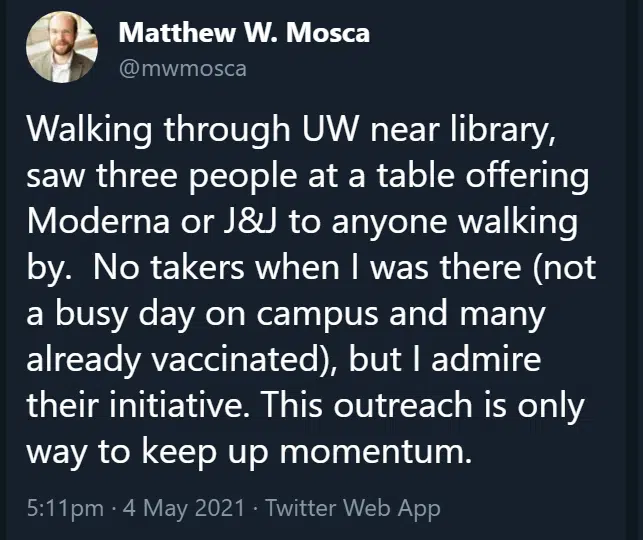 Matthew W. Mosca
@mwmosca
Walking through UW near library,
saw three people at a table offering
Moderna or J&J to anyone walking
by.  No takers when I was there (not
a busy day on campus and many
already vaccinated), but I admire
their initiative. This outreach is only
way to keep up momentum.
5:11pm · 4 May 2021 · Twitter Web App